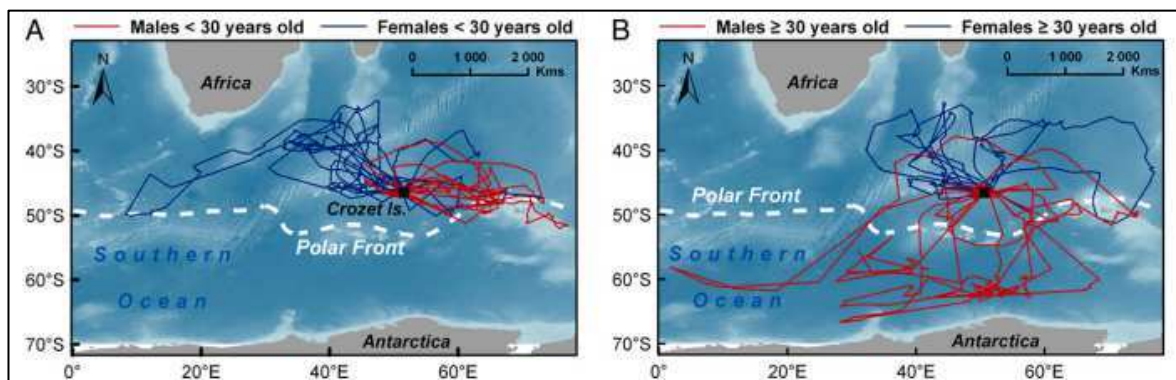 A Males < 30 years old Females < 30 years old
N
0 1 000 2 000
Kms
Africa
30°S
40°S
50°S
60°S
70°S
Crozet Is.
Polar Front
Southern
Ocean
Antarctica
0° 20°E 40°E 60°E
B Males ≥ 30 years old Females ≥ 30 years old
N
0 1 000 2 000
Kms
Africa
30°S
40°S
50°S
60°S
70°S
Polar Front
Southern
Ocean
Antarctica
0° 20°E 40°E 60°E